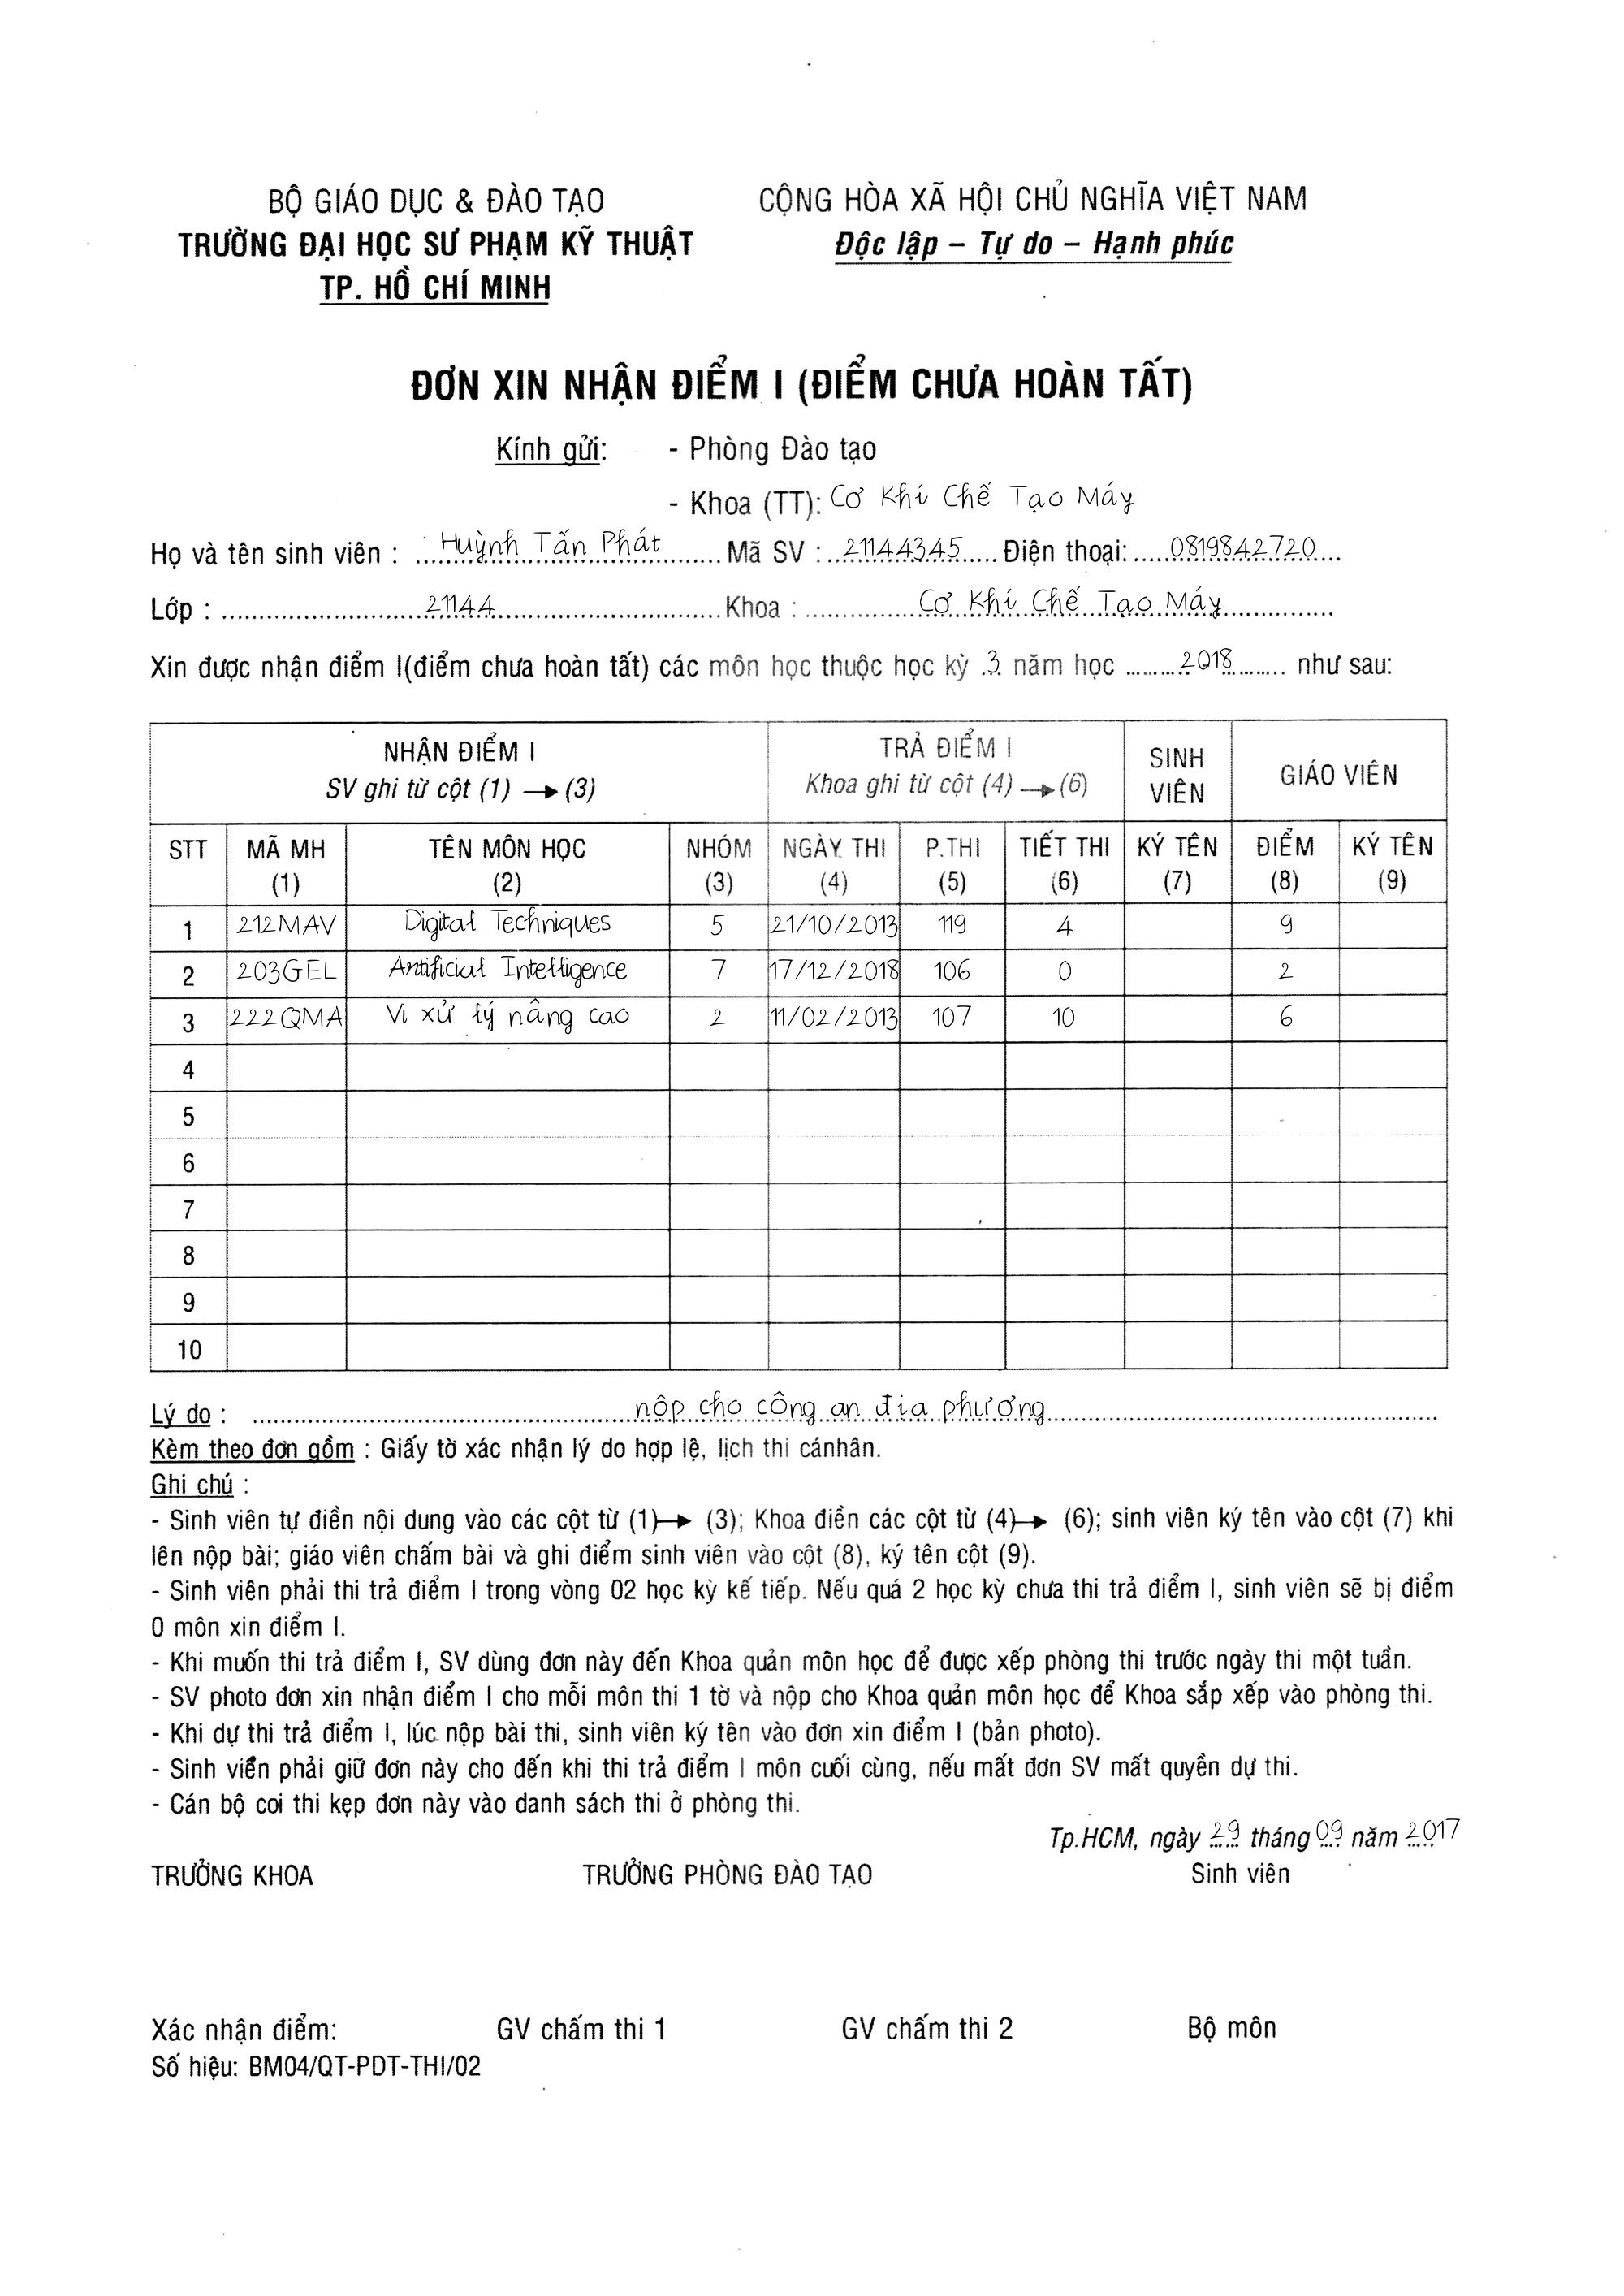 BỘ GIÁO DỤC & ĐÀO TẠO
TRƯỜNG ĐẠI HỌC SƯ PHẠM KỸ THUẬT
TP. HỒ CHÍ MINH
CỘNG HÒA XÃ HỘI CHỦ NGHĨA VIỆT NAM
Độc lập – Tự do – Hạnh phúc
ĐƠN XIN NHẬN ĐIỂM I (ĐIỂM CHƯA HOÀN TẤT)
Kính gửi: - Phòng Đào tạo
- Khoa (TT): Cơ Khí Chế Tạo Máy
Họ và tên sinh viên : Huỳnh Tấn Phát Mã SV : 21144345 Điện thoại: 0819842720
Lớp : 21144 Khoa : Cơ Khí Chế Tạo Máy
Xin được nhận điểm I(điểm chưa hoàn tất) các môn học thuộc học kỳ 3 năm học 2018 như sau:
NHẬN ĐIỂM I TRẢ ĐIỂM I SINH VIÊN GIÁO VIÊN
SV ghi từ cột (1) → (3) Khoa ghi từ cột (4) → (6)
STT MÃ MH TÊN MÔN HỌC NHÓM NGÀY THI P.THI TIẾT THI KÝ TÊN ĐIỂM KÝ TÊN
(1) (2) (3) (4) (5) (6) (7) (8) (9)
1 212MAV Digital Techniques 5 21/10/2013 119 4 9
2 203GEL Artificial Intelligence 7 17/12/2018 106 0 2
3 222QMA Vi xử lý nâng cao 2 11/02/2013 107 10 6
4
5
6
7
8
9
10
Lý do : nộp cho công an địa phương
Kèm theo đơn gồm : Giấy tờ xác nhận lý do hợp lệ, lịch thi cánhân.
Ghi chú :
- Sinh viên tự điền nội dung vào các cột từ (1)→ (3); Khoa điền các cột từ (4)→ (6); sinh viên ký tên vào cột (7) khi
lên nộp bài; giáo viên chấm bài và ghi điểm sinh viên vào cột (8), ký tên cột (9).
- Sinh viên phải thi trả điểm I trong vòng 02 học kỳ kế tiếp. Nếu quá 2 học kỳ chưa thi trả điểm I, sinh viên sẽ bị điểm
0 môn xin điểm I.
- Khi muốn thi trả điểm I, SV dùng đơn này đến Khoa quản môn học để được xếp phòng thi trước ngày thi một tuần.
- SV photo đơn xin nhận điểm I cho mỗi môn thi 1 tờ và nộp cho Khoa quản môn học để Khoa sắp xếp vào phòng thi.
- Khi dự thi trả điểm I, lúc nộp bài thi, sinh viên ký tên vào đơn xin điểm I (bản photo).
- Sinh viển phải giữ đơn này cho đến khi thi trả điểm I môn cuối cùng, nếu mất đơn SV mất quyền dự thi.
- Cán bộ coi thi kẹp đơn này vào danh sách thi ở phòng thi.
Tp.HCM, ngày 29 tháng 09 năm 2017
TRƯỞNG KHOA TRƯỞNG PHÒNG ĐÀO TẠO Sinh viên
Xác nhận điểm: GV chấm thi 1 GV chấm thi 2 Bộ môn
Số hiệu: BM04/QT-PDT-THI/02